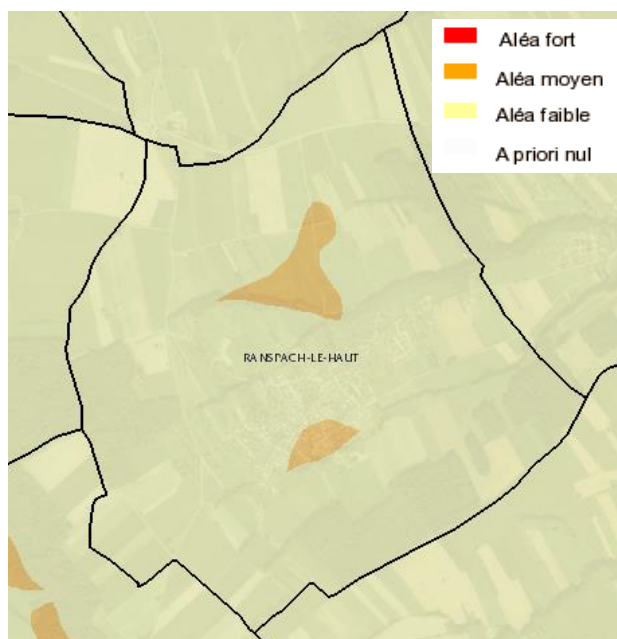 Aléa fort
Aléa moyen
Aléa faible
A priori nul
RANSPACH-LE-HAUT